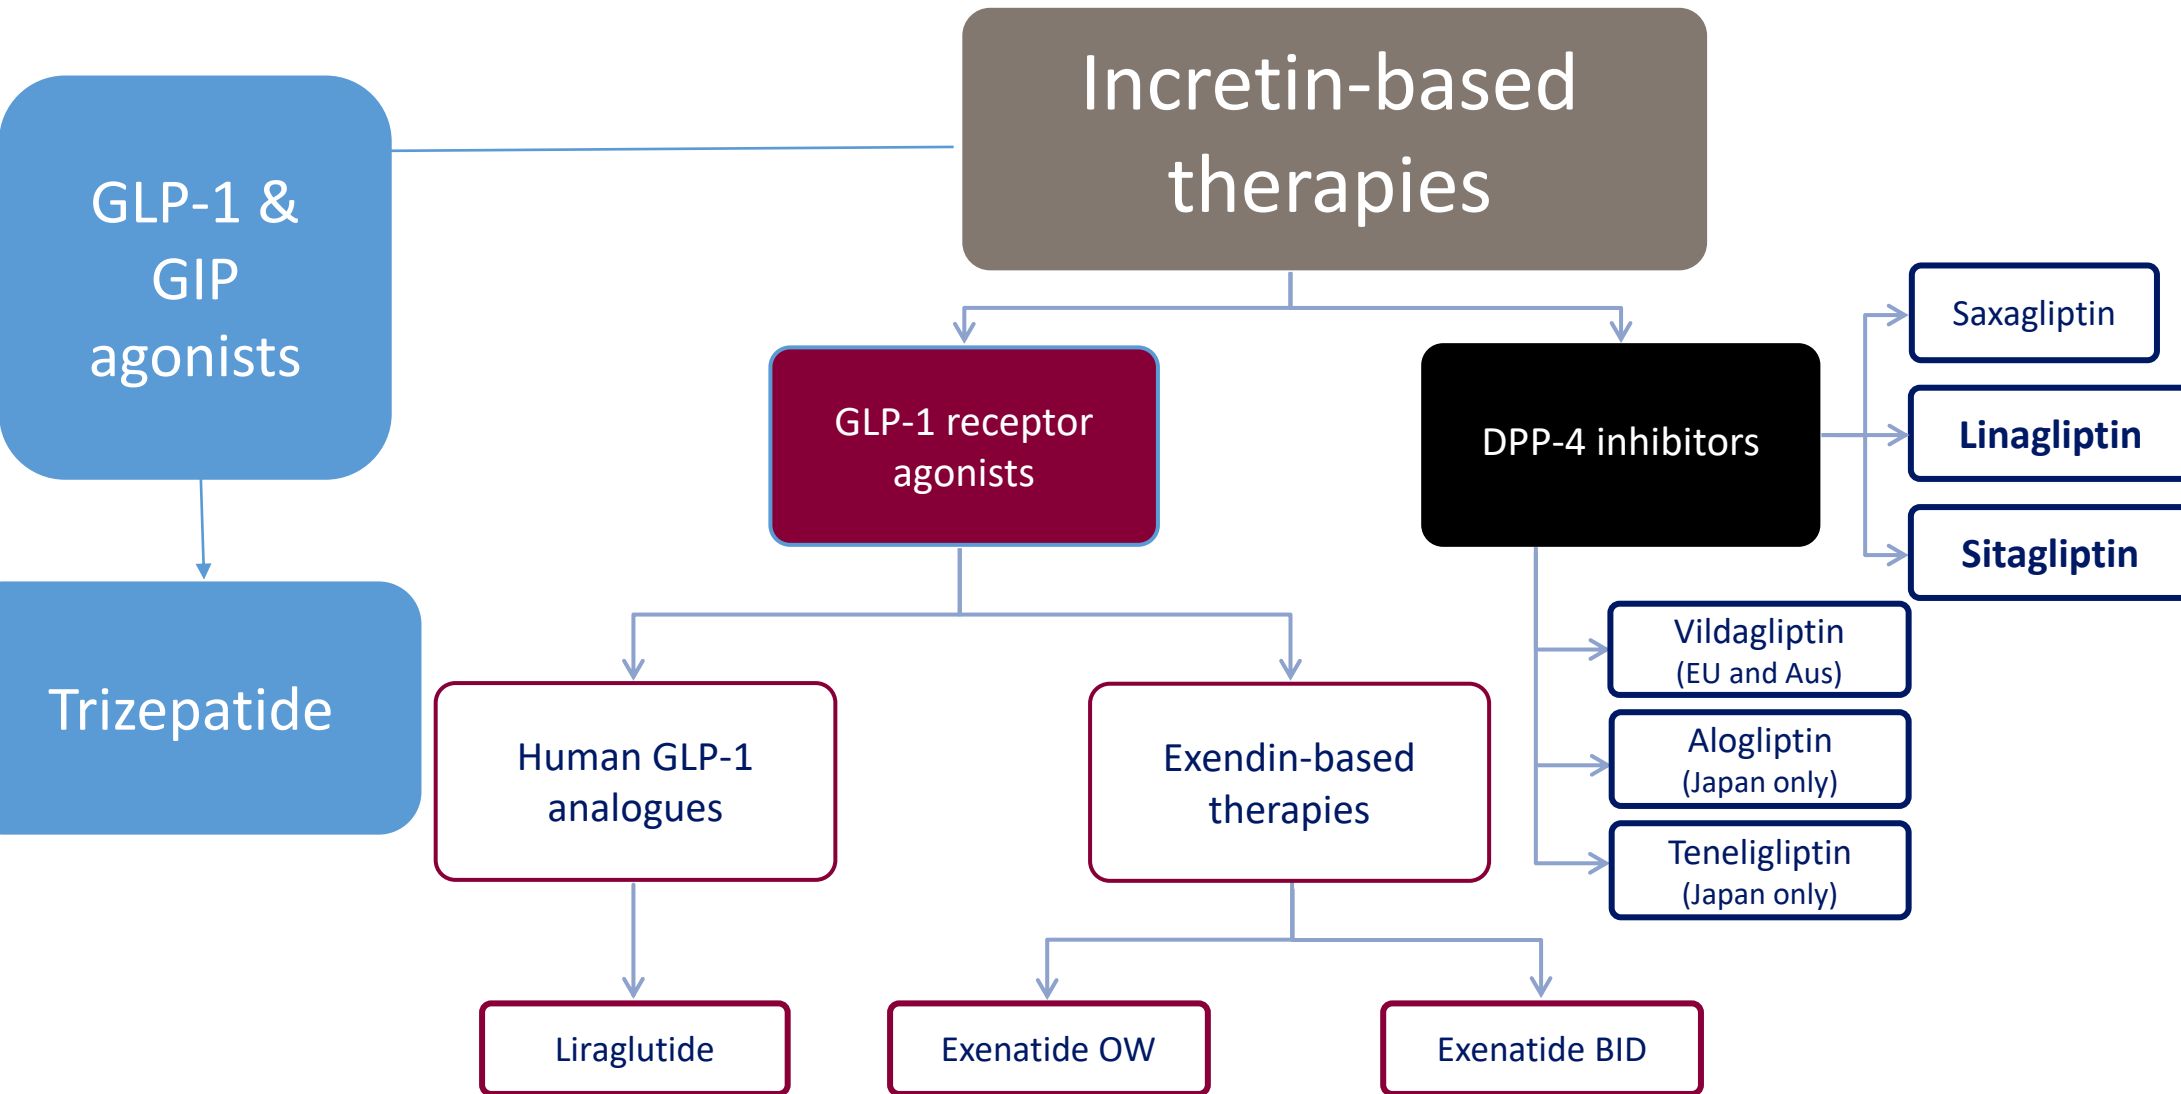 Incretin-based
therapies
GLP-1 &
GIP
agonists
Trizepatide
GLP-1 receptor
agonists
DPP-4 inhibitors
Saxagliptin
Linagliptin
Sitagliptin
Vildagliptin
(EU and Aus)
Alogliptin
(Japan only)
Teneligliptin
(Japan only)
Human GLP-1
analogues
Exendin-based
therapies
Liraglutide
Exenatide OW
Exenatide BID